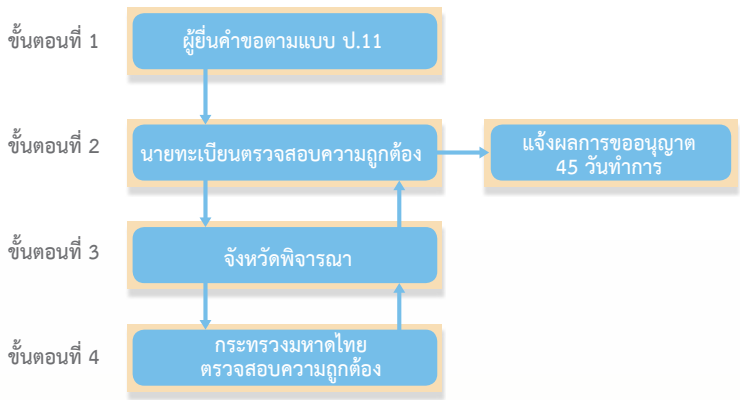 ขั้นตอนที่ 1
ผู้ยื่นคำขอตามแบบ ป.11
ขั้นตอนที่ 2
นายทะเบียนตรวจสอบความถูกต้อง
แจ้งผลการขออนุญาต
45 วันทำการ
ขั้นตอนที่ 3
จังหวัดพิจารณา
ขั้นตอนที่ 4
กระทรวงมหาดไทย
ตรวจสอบความถูกต้อง